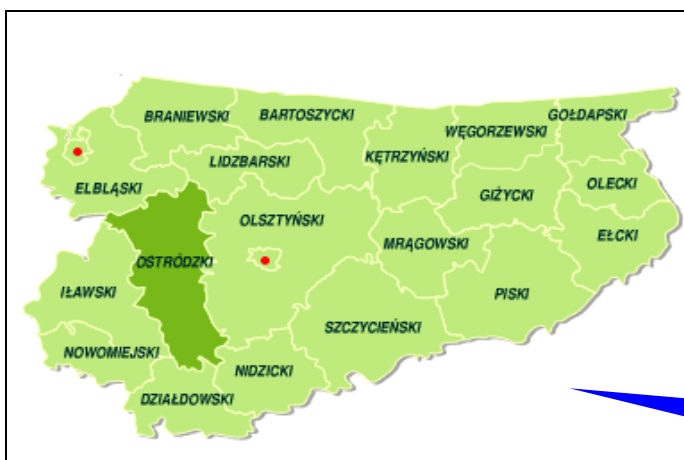 BRANIEWSKI
BARTOSZYCKI
GOŁDAPSKI
WĘGORZEWSKI
LIDZBARSKI
KĘTRZYŃSKI
ELBLĄSKI
GIŻYCKI
OLECKI
OLSZTYŃSKI
MRĄGOWSKI
EŁCKI
OSTRÓDZKI
IŁAWSKI
PISKI
SZCZYCIEŃSKI
NOWOMIEJSKI
NIDZICKI
DZIAŁDOWSKI